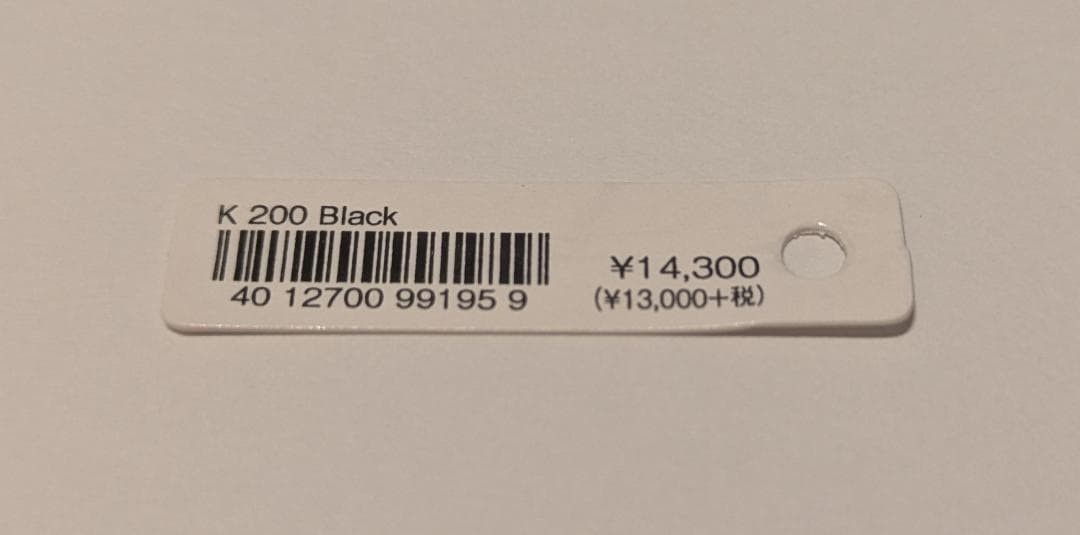 K 200 Black
40 12700 99195 9
¥14,300
(¥13,000+税)